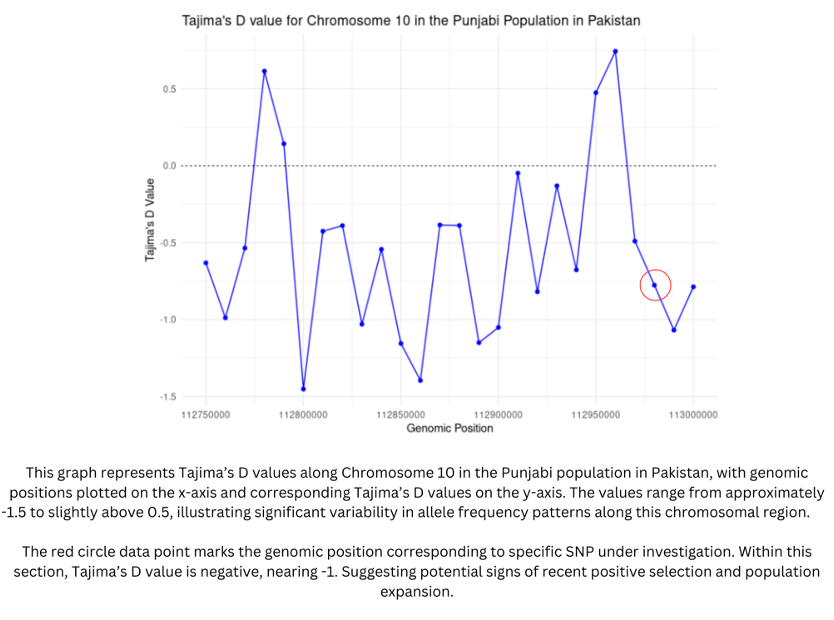 Tajima's D value for Chromosome 10 in the Punjabi Population in Pakistan
0.5
0.0
-0.5
-1.0
-1.5
Tajima's D Value
112750000 112800000 112850000 112900000 112950000 113000000
Genomic Position
This graph represents Tajima's D values along Chromosome 10 in the Punjabi population in Pakistan, with genomic
positions plotted on the x-axis and corresponding Tajima's D values on the y-axis. The values range from approximately
-1.5 to slightly above 0.5, illustrating significant variability in allele frequency patterns along this chromosomal region.
The red circle data point marks the genomic position corresponding to specific SNP under investigation. Within this
section, Tajima's D value is negative, nearing -1. Suggesting potential signs of recent positive selection and population
expansion.